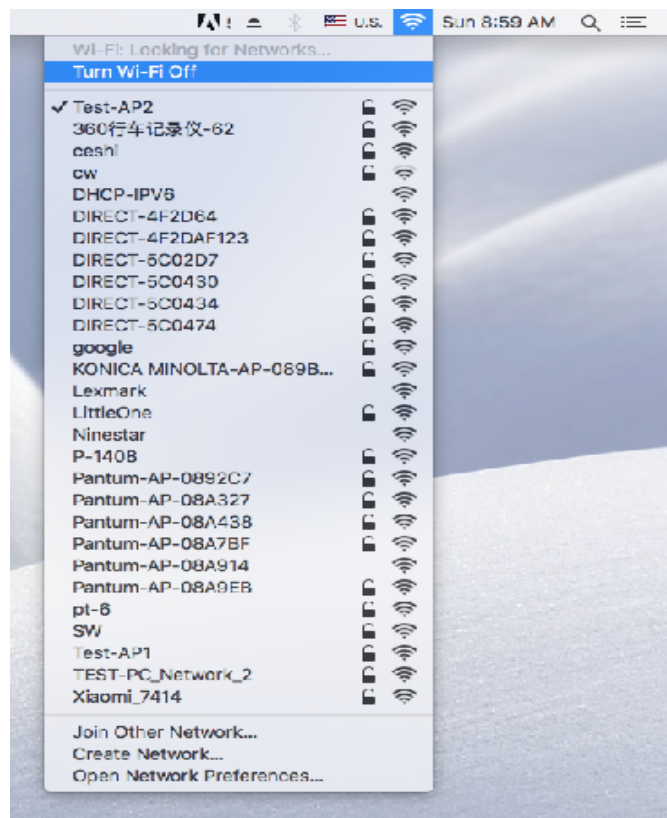 U.S. Sun 8:59 AM
Wi-Fi: Looking for Networks...
Turn Wi-Fi Off
Test-AP2
360行车记录仪-62
ceshi
cw
DHCP-IPV6
DIRECT-4F2D64
DIRECT-4F2DAF123
DIRECT-5C02D7
DIRECT-5C0430
DIRECT-5C0434
DIRECT-5C0474
google
KONICA MINOLTA-AP-089B...
Lexmark
LittleOne
Ninestar
P-1408
Pantum-AP-0892C7
Pantum-AP-08A327
Pantum-AP-08A438
Pantum-AP-08A7BF
Pantum-AP-08A914
Pantum-AP-08A9EB
pt-6
SW
Test-AP1
TEST-PC_Network_2
Xiaomi_7414
Join Other Network...
Create Network...
Open Network Preferences...